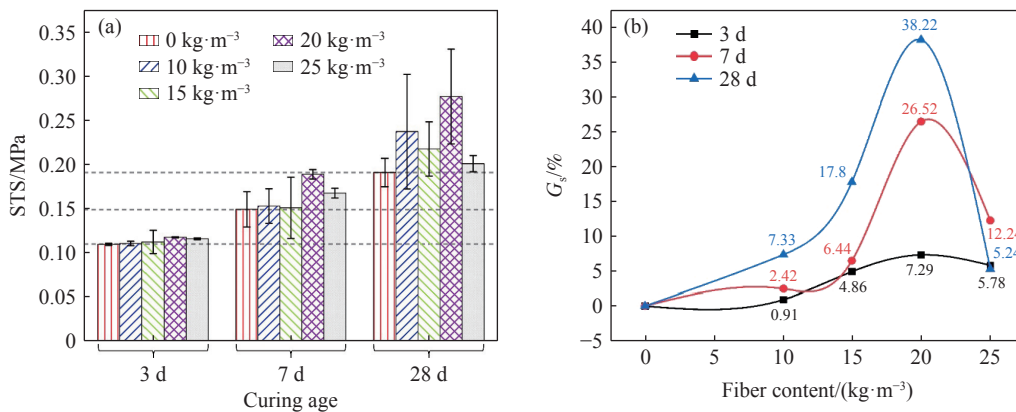 (a)
0 kg·m⁻³
10 kg·m⁻³
15 kg·m⁻³
20 kg·m⁻³
25 kg·m⁻³
0.35
0.30
0.25
0.20
0.15
0.10
0.05
0
STS/MPa
3 d
7 d
28 d
Curing age
(b)
3 d
7 d
28 d
40
35
30
25
20
15
10
5
0
−5
Gs/%
38.22
26.52
17.8
7.33
6.44
2.42
12.24
5.24
4.86
7.29
5.78
0.91
0
5
10
15
20
25
Fiber content/(kg·m⁻³)